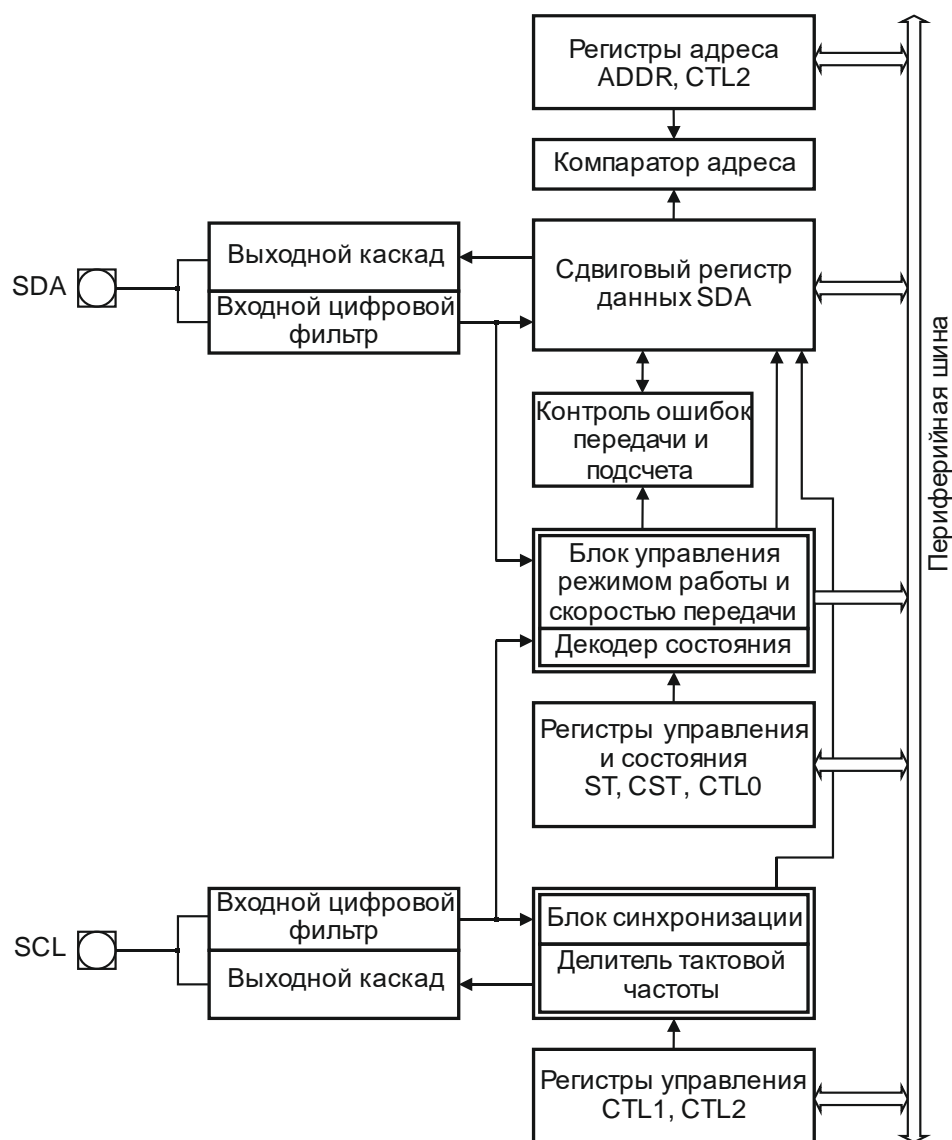 Регистры адреса
ADDR, CTL2
Компаратор адреса
Выходной каскад
SDA
Входной цифровой
фильтр
Сдвиговый регистр
данных SDA
Контроль ошибок
передачи и
подсчета
Периферийная шина
Блок управления
режимом работы и
скоростью передачи
Декодер состояния
Регистры управления
и состояния
ST, CST, CTL0
Входной цифровой
фильтр
SCL
Выходной каскад
Блок синхронизации
Делитель тактовой
частоты
Регистры управления
CTL1, CTL2